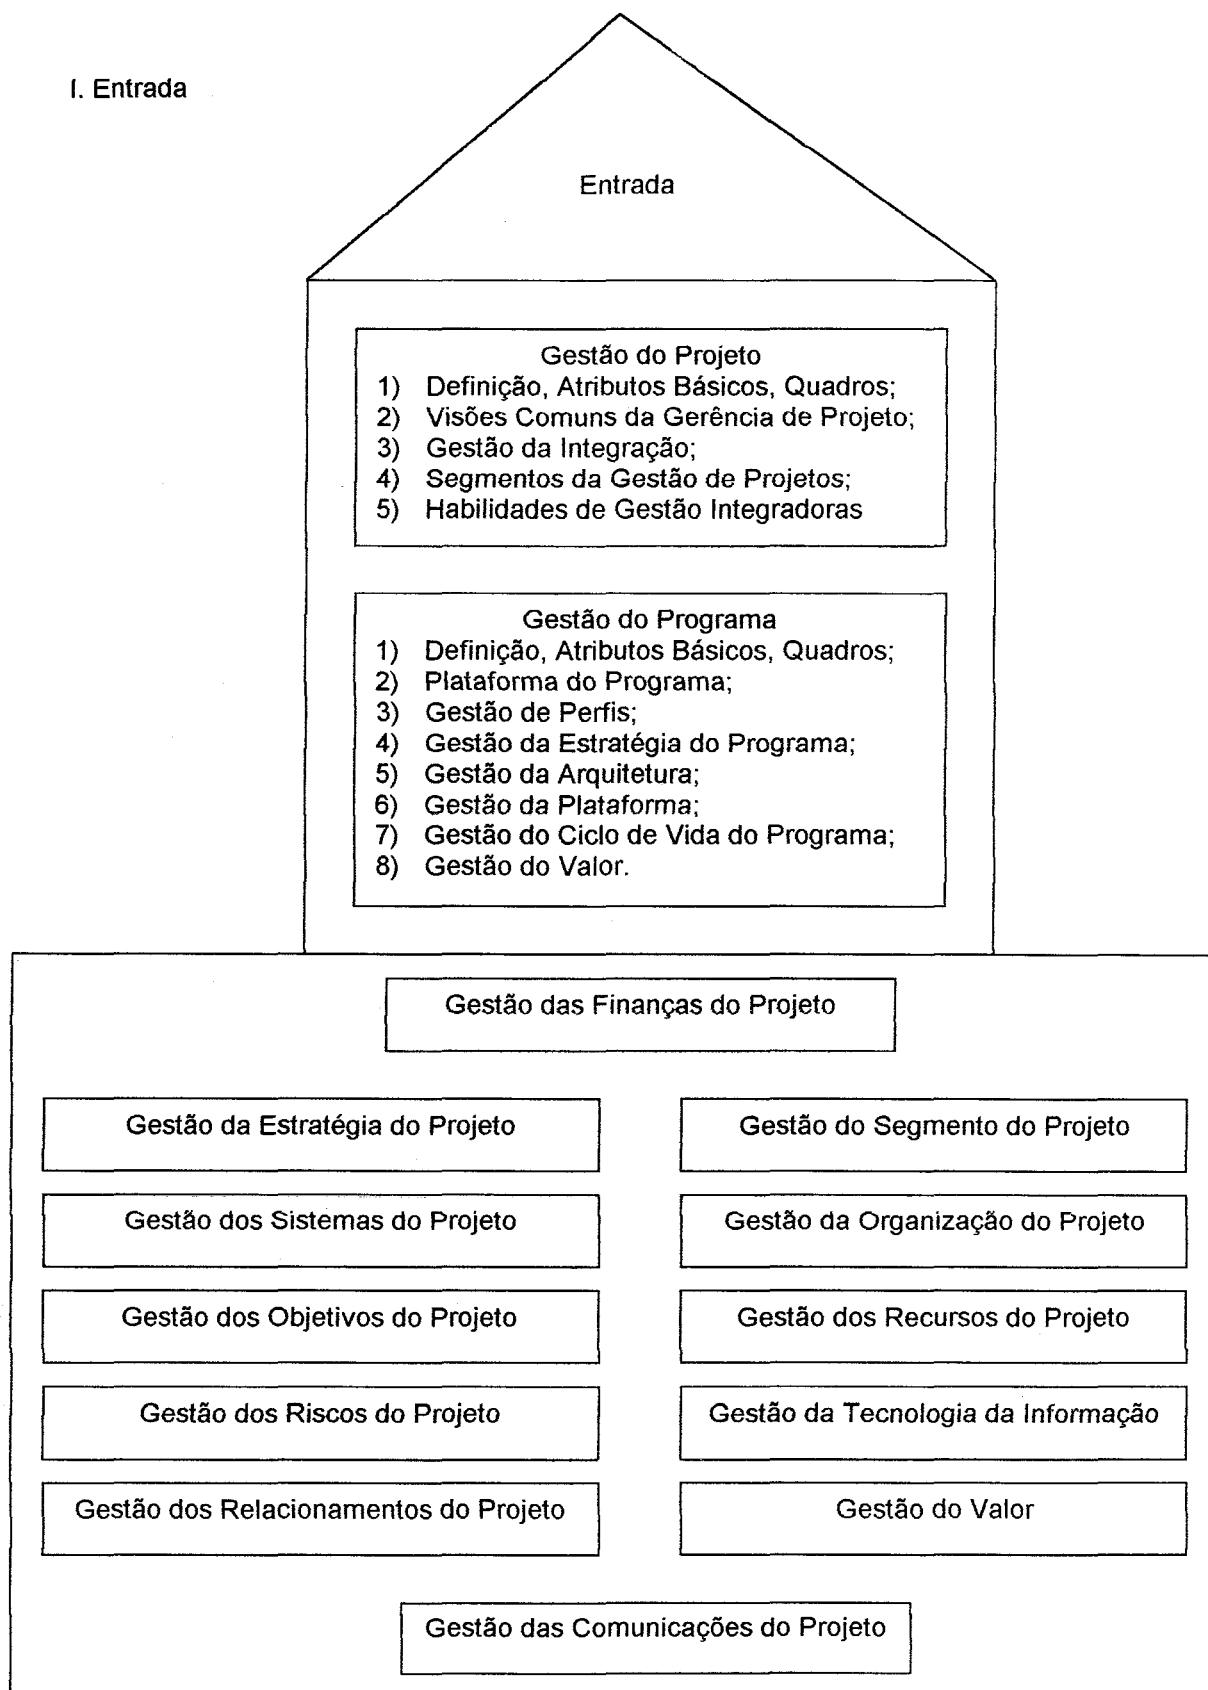 I. Entrada
Entrada
Gestão do Projeto
1) Definição, Atributos Básicos, Quadros;
2) Visões Comuns da Gerência de Projeto;
3) Gestão da Integração;
4) Segmentos da Gestão de Projetos;
5) Habilidades de Gestão Integradoras
Gestão do Programa
1) Definição, Atributos Básicos, Quadros;
2) Plataforma do Programa;
3) Gestão de Perfis;
4) Gestão da Estratégia do Programa;
5) Gestão da Arquitetura;
6) Gestão da Plataforma;
7) Gestão do Ciclo de Vida do Programa;
8) Gestão do Valor.
Gestão das Finanças do Projeto
Gestão da Estratégia do Projeto
Gestão do Segmento do Projeto
Gestão dos Sistemas do Projeto
Gestão da Organização do Projeto
Gestão dos Objetivos do Projeto
Gestão dos Recursos do Projeto
Gestão dos Riscos do Projeto
Gestão da Tecnologia da Informação
Gestão dos Relacionamentos do Projeto
Gestão do Valor
Gestão das Comunicações do Projeto